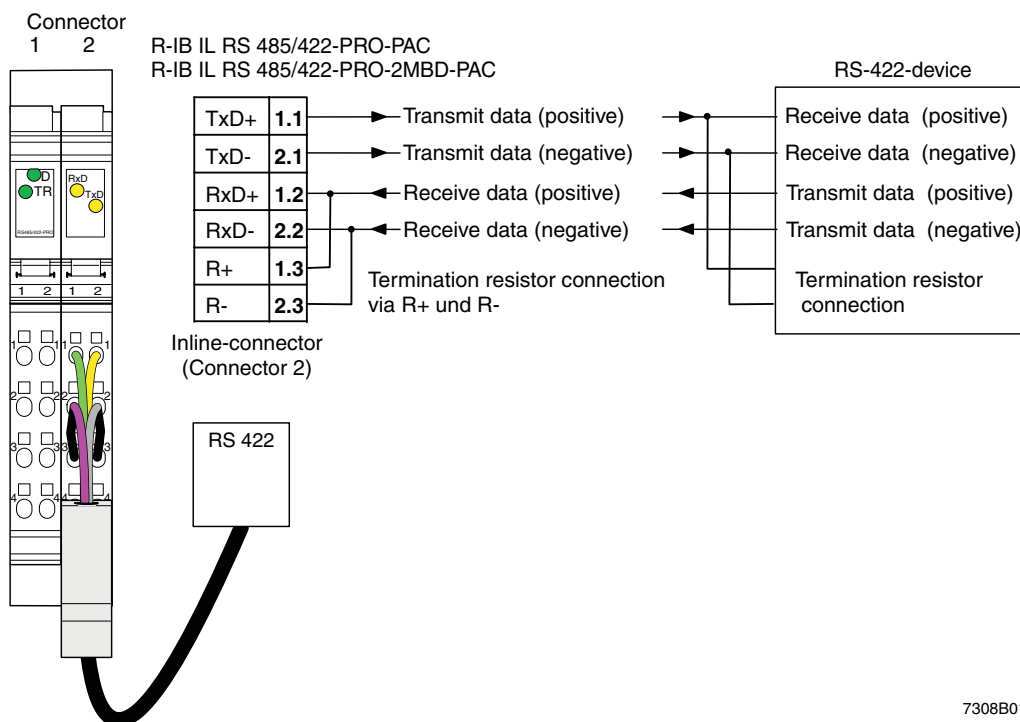 Connector
1 2
R-IB IL RS 485/422-PRO-PAC
R-IB IL RS 485/422-PRO-2MBD-PAC
RS-422-device
TxD+ 1.1 Transmit data (positive) Receive data (positive)
TxD- 2.1 Transmit data (negative) Receive data (negative)
RxD+ 1.2 Receive data (positive) Transmit data (positive)
RxD- 2.2 Receive data (negative) Transmit data (negative)
R+ 1.3
R- 2.3
Termination resistor connection
via R+ und R-
Termination resistor
connection
Inline-connector
(Connector 2)
D
TR
RS485/422-PRO
RxD
TxD
1 2 1 2
1 1 1 1
2 2 2 2
3 3 3 3
4 4 4 4
RS 422